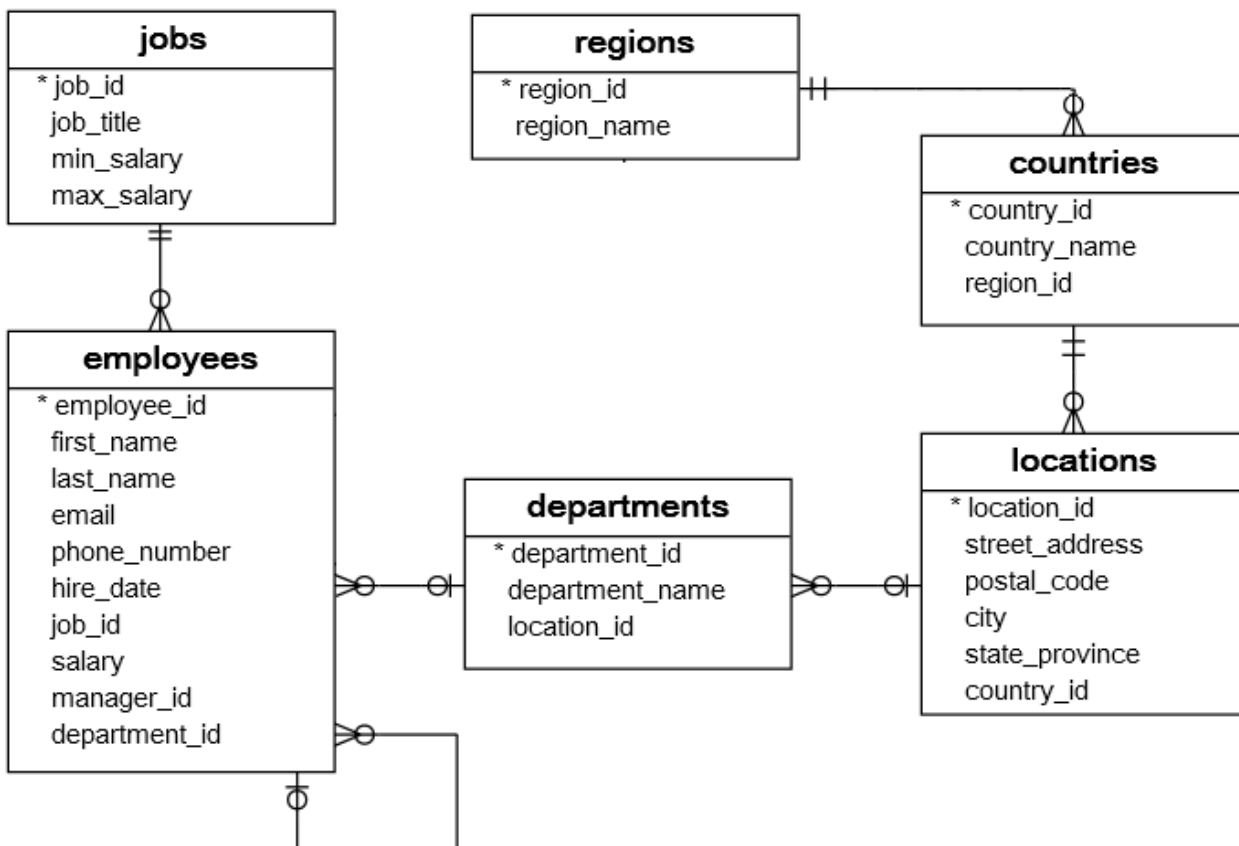 jobs
* job_id
job_title
min_salary
max_salary
regions
* region_id
region_name
countries
* country_id
country_name
region_id
employees
* employee_id
first_name
last_name
email
phone_number
hire_date
job_id
salary
manager_id
department_id
departments
* department_id
department_name
location_id
locations
* location_id
street_address
postal_code
city
state_province
country_id